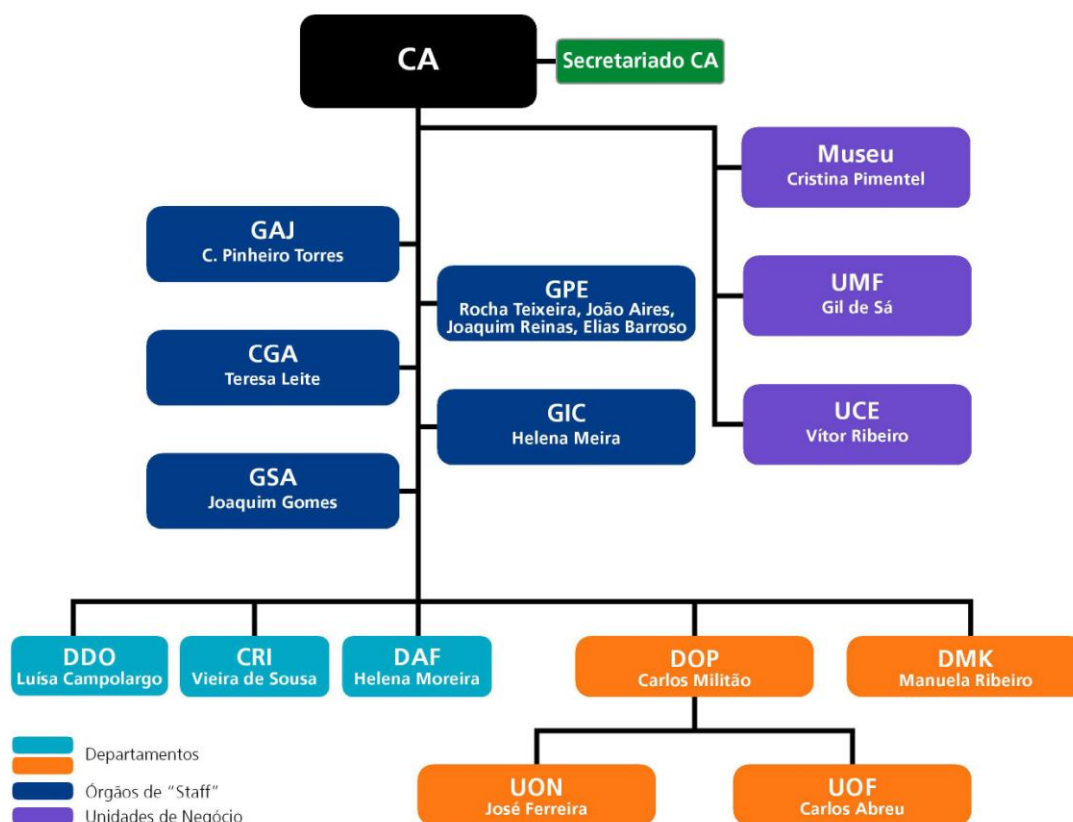 CA
Secretariado CA
Museu
Cristina Pimentel
GAJ
C. Pinheiro Torres
GPE
Rocha Teixeira, João Aires,
Joaquim Reinas, Elias Barroso
UMF
Gil de Sá
CGA
Teresa Leite
GIC
Helena Meira
UCE
Vítor Ribeiro
GSA
Joaquim Gomes
DDO
Luísa Campolargo
CRI
Vieira de Sousa
DAF
Helena Moreira
DOP
Carlos Militão
DMK
Manuela Ribeiro
UON
José Ferreira
UOF
Carlos Abreu
Departamentos
Órgãos de “Staff”
Unidades de Negócio